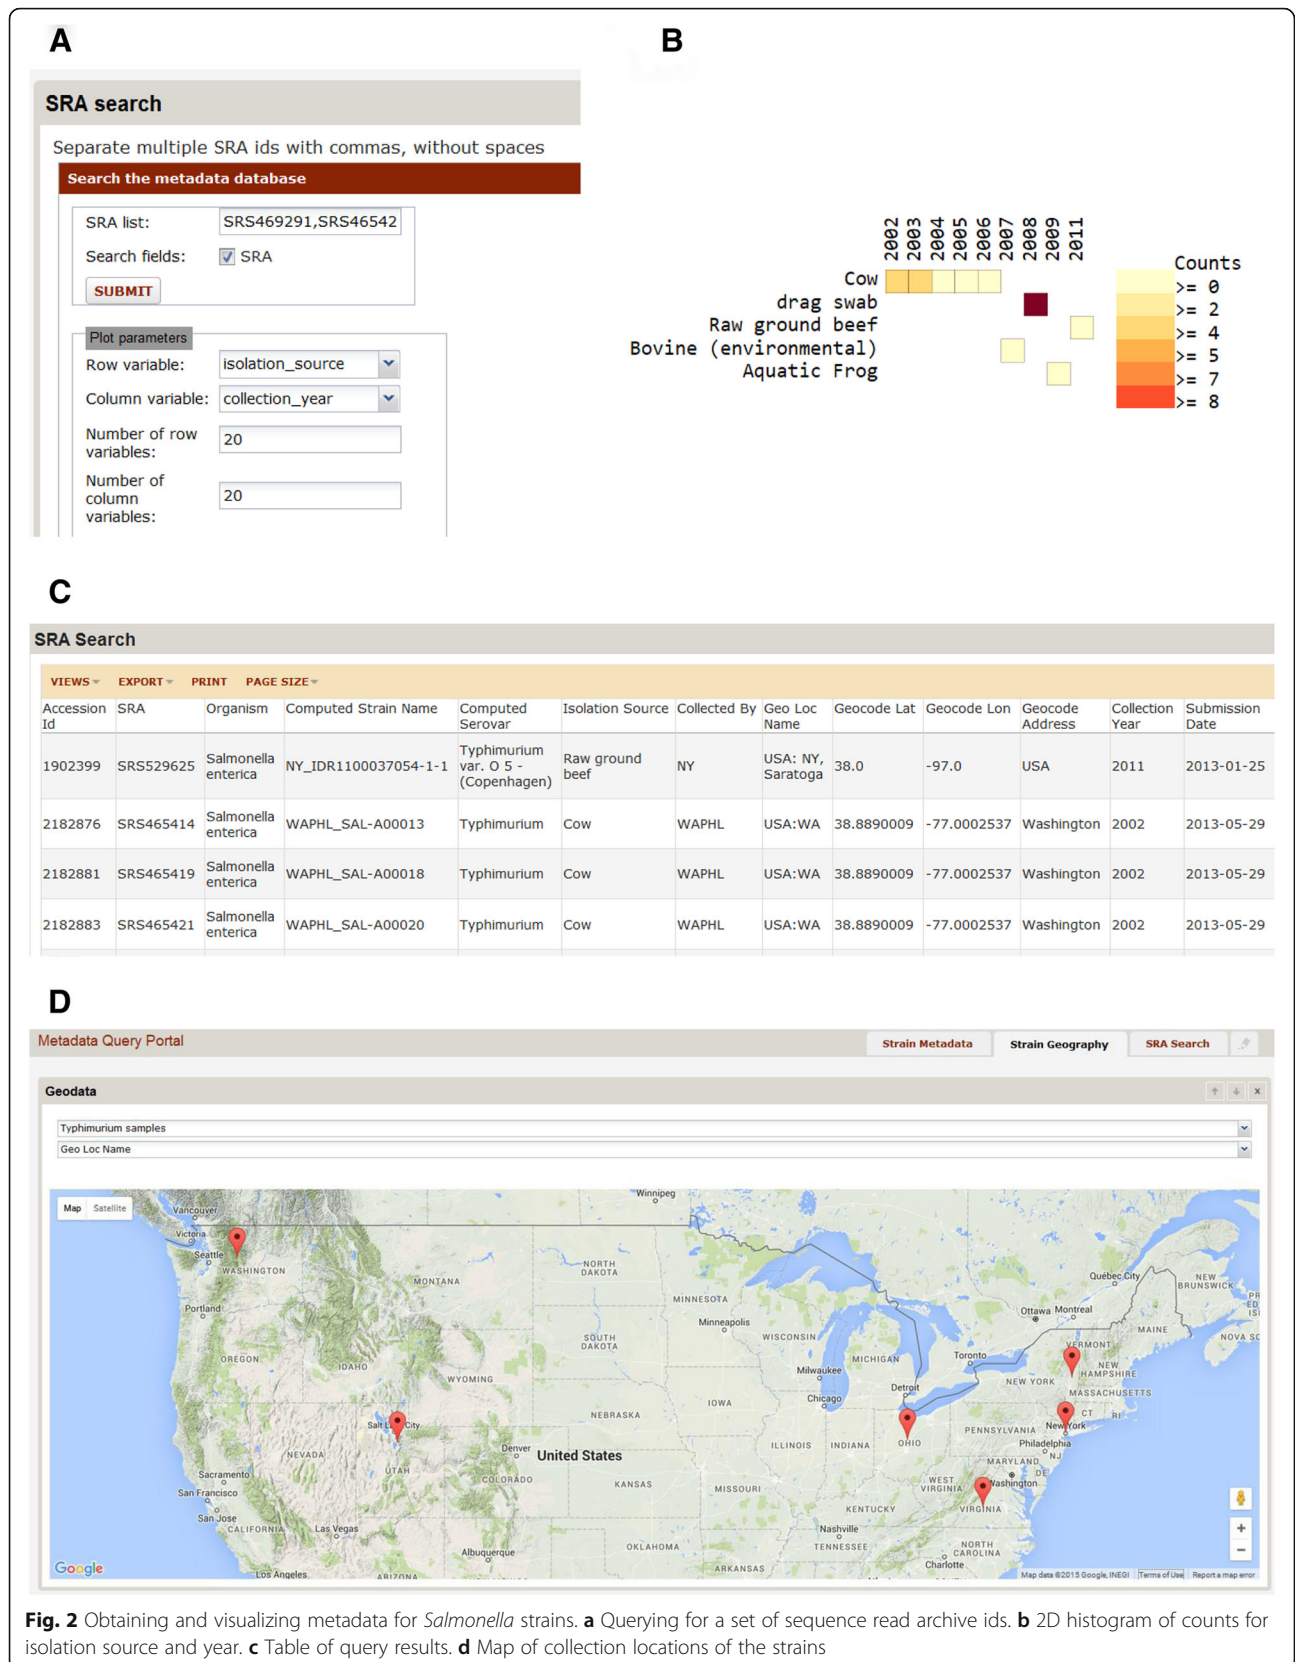 A
SRA search
Separate multiple SRA ids with commas, without spaces
Search the metadata database
SRA list: SRS469291,SRS46542
Search fields: SRA
SUBMIT
Plot parameters
Row variable: isolation_source
Column variable: collection_year
Number of row
variables:
20
Number of
column
variables:
20
B
2002 2003 2004 2005 2006 2007 2008 2009 2011
Cow
drag swab
Raw ground beef
Bovine (environmental)
Aquatic Frog
Counts
>= 0
>= 2
>= 4
>= 5
>= 7
>= 8
C
SRA Search
VIEWS EXPORT PRINT PAGE SIZE
Accession Id SRA Organism Computed Strain Name Computed Serovar Isolation Source Collected By Geo Loc Name Geocode Lat Geocode Lon Geocode Address Collection Year Submission Date
1902399 SRS529625 Salmonella enterica NY_IDR1100037054-1-1 Typhimurium var. O 5 - (Copenhagen) Raw ground beef NY USA: NY, Saratoga 38.0 -97.0 USA 2011 2013-01-25
2182876 SRS465414 Salmonella enterica WAPHL_SAL-A00013 Typhimurium Cow WAPHL USA:WA 38.8890009 -77.0002537 Washington 2002 2013-05-29
2182881 SRS465419 Salmonella enterica WAPHL_SAL-A00018 Typhimurium Cow WAPHL USA:WA 38.8890009 -77.0002537 Washington 2002 2013-05-29
2182883 SRS465421 Salmonella enterica WAPHL_SAL-A00020 Typhimurium Cow WAPHL USA:WA 38.8890009 -77.0002537 Washington 2002 2013-05-29
D
Metadata Query Portal
Strain Metadata Strain Geography SRA Search
Geodata
Typhimurium samples
Geo Loc Name
Map Satellite
Winnipeg
Vancouver
Victoria
Seattle
WASHINGTON
NORTH
DAKOTA
MONTANA
Québec City
NEW
BRUNSWICK
MINNESOTA
Portland
Ottawa Montreal
Minneapolis
MAINE
NOVA SC
SOUTH
DAKOTA
WISCONSIN
VERMONT
OREGON
IDAHO
MICHIGAN
Toronto
NEW
HAMPSHIRE
WYOMING
Milwaukee
NEW YORK
Detroit
MASSACHUSETTS
Chicago
IOWA
NEBRASKA
CT RI
Salt Lake City
PENNSYLVANIA
New York
ILLINOIS INDIANA OHIO
Philadelphia
NEVADA
Denver
United States
MARYLAND
NJ
UTAH
Sacramento
COLORADO
DE
WEST
VIRGINIA
Washington
San Francisco
KANSAS
MISSOURI
VIRGINIA
KENTUCKY
San Jose
CALIFORNIA
Las Vegas
Nashville
TENNESSEE
OKLAHOMA
NORTH
CAROLINA
Albuquerque
Charlotte
ARKANSAS
Google
Los Angeles
ARIZONA
Map data ©2015 Google, INEGI Terms of Use Report a map error
Fig. 2 Obtaining and visualizing metadata for Salmonella strains. a Querying for a set of sequence read archive ids. b 2D histogram of counts for
isolation source and year. c Table of query results. d Map of collection locations of the strains